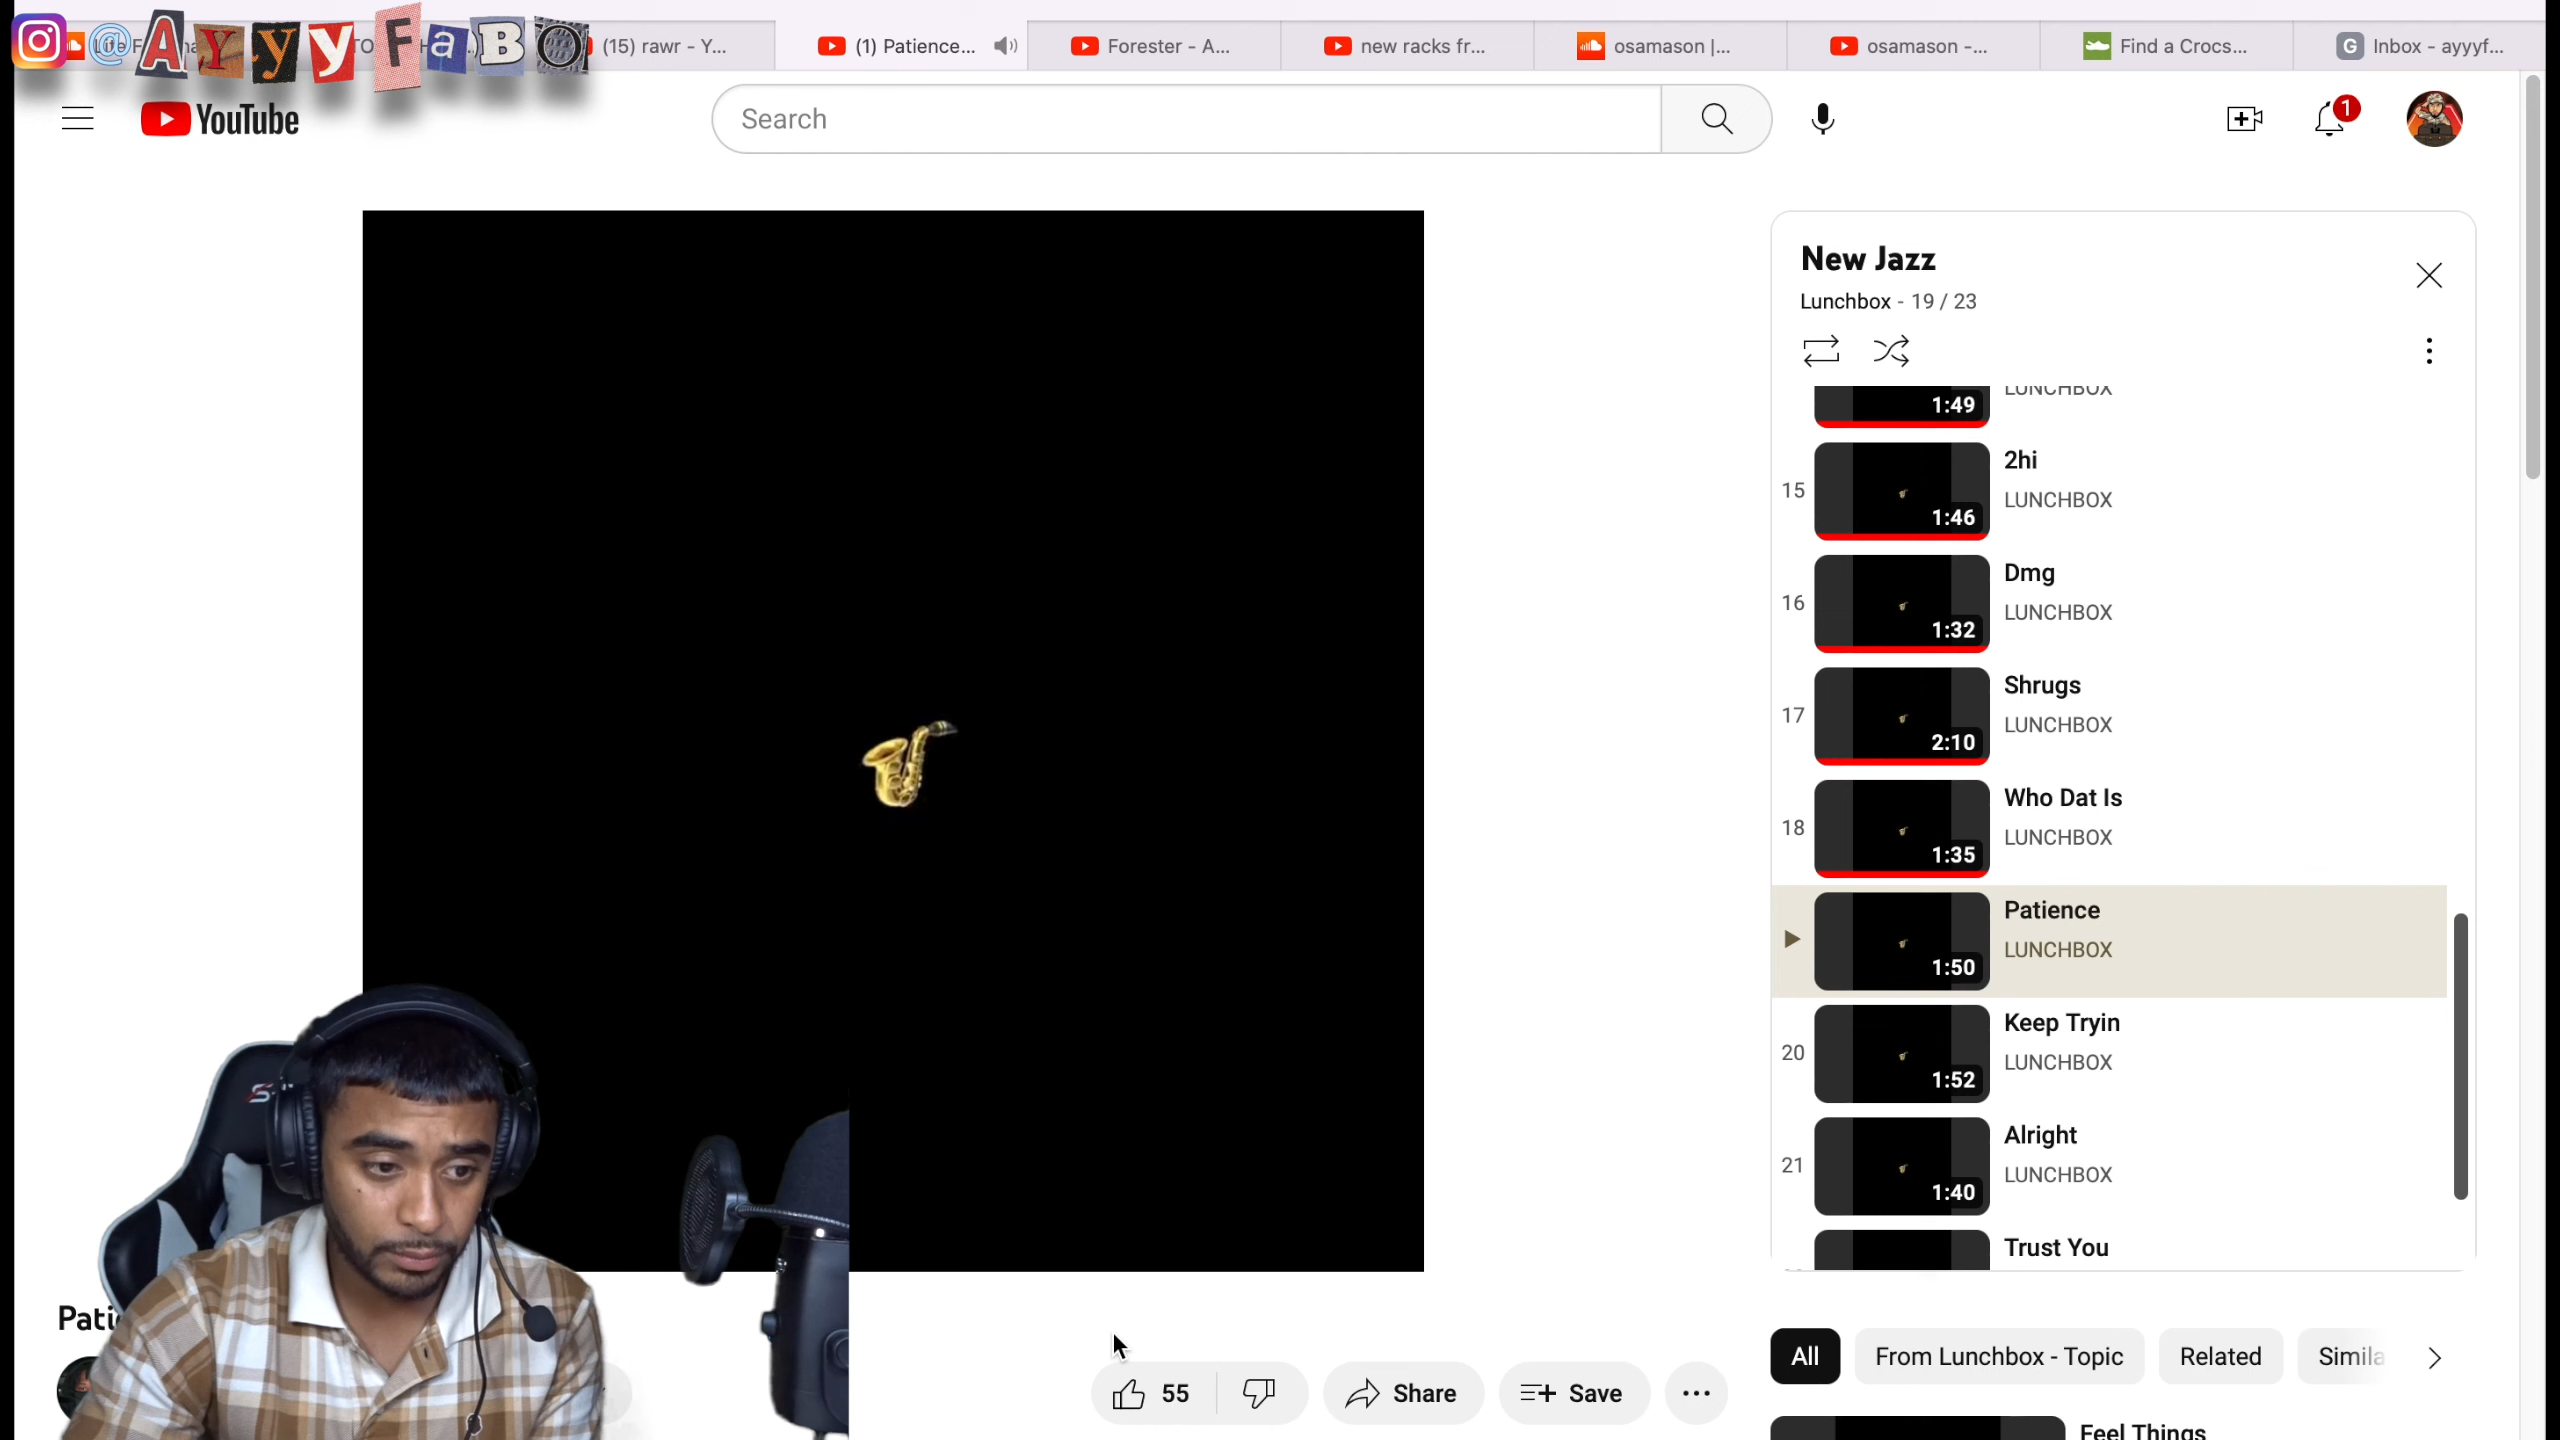 @AyyyFaBO
(15) rawr - Y...
(1) Patience...
Forester - A...
new racks fr...
osamason |...
osamason -...
Find a Crocs...
G
Inbox - ayyyf...
YouTube
Search
1
New Jazz
Lunchbox - 19 / 23
LUNCHBOX
1:49
15
2hi
LUNCHBOX
1:46
16
Dmg
LUNCHBOX
1:32
17
Shrugs
LUNCHBOX
2:10
18
Who Dat Is
LUNCHBOX
1:35
Patience
LUNCHBOX
1:50
20
Keep Tryin
LUNCHBOX
1:52
21
Alright
LUNCHBOX
1:40
Trust You
Pati
55
Share
Save
All
From Lunchbox - Topic
Related
Simila
Feel Things